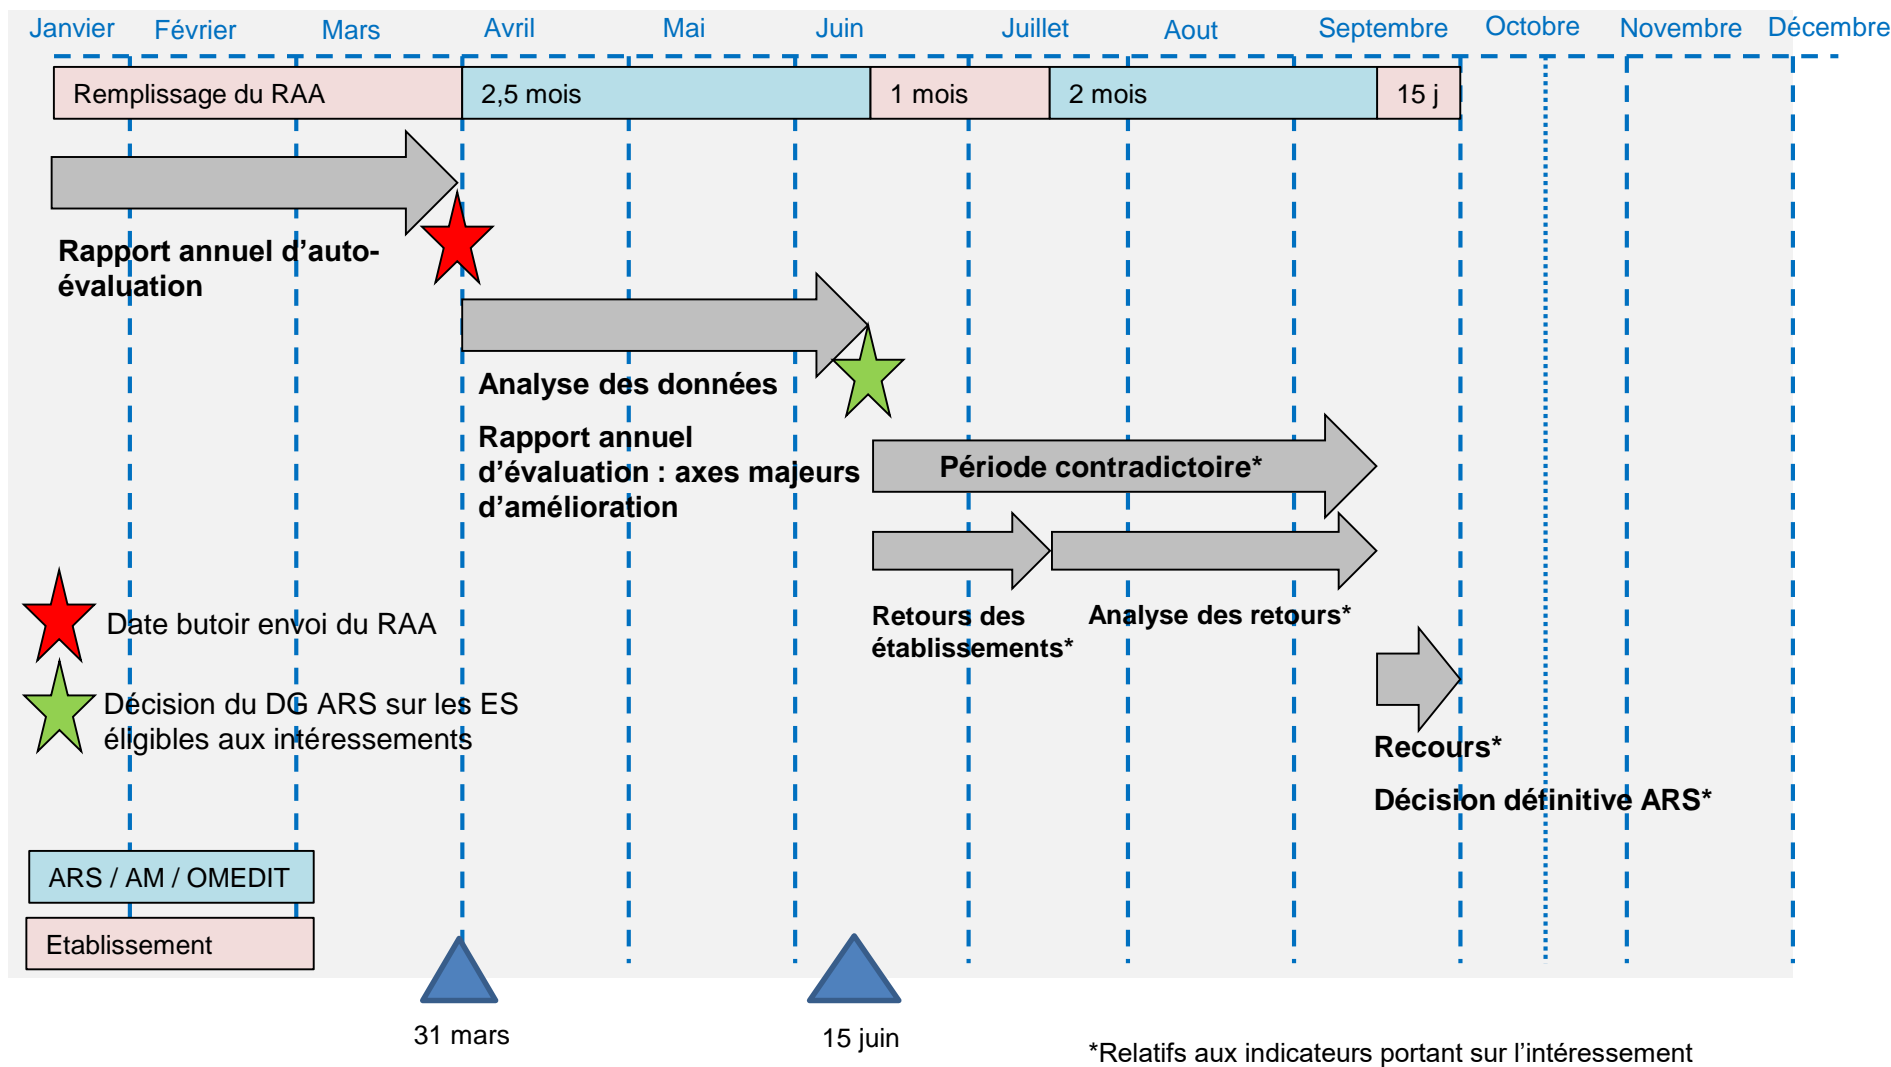 Janvier Février Mars Avril Mai Juin Juillet Aout Septembre Octobre Novembre Décembre
Remplissage du RAA 2,5 mois 1 mois 2 mois 15 j
Rapport annuel d’auto-
évaluation
Analyse des données
Rapport annuel
d’évaluation : axes majeurs
d’amélioration
Période contradictoire*
Retours des
établissements*
Analyse des retours*
Recours*
Décision définitive ARS*
Date butoir envoi du RAA
Décision du DG ARS sur les ES
éligibles aux intéressements
ARS / AM / OMEDIT
Etablissement
31 mars
15 juin
*Relatifs aux indicateurs portant sur l’intéressement